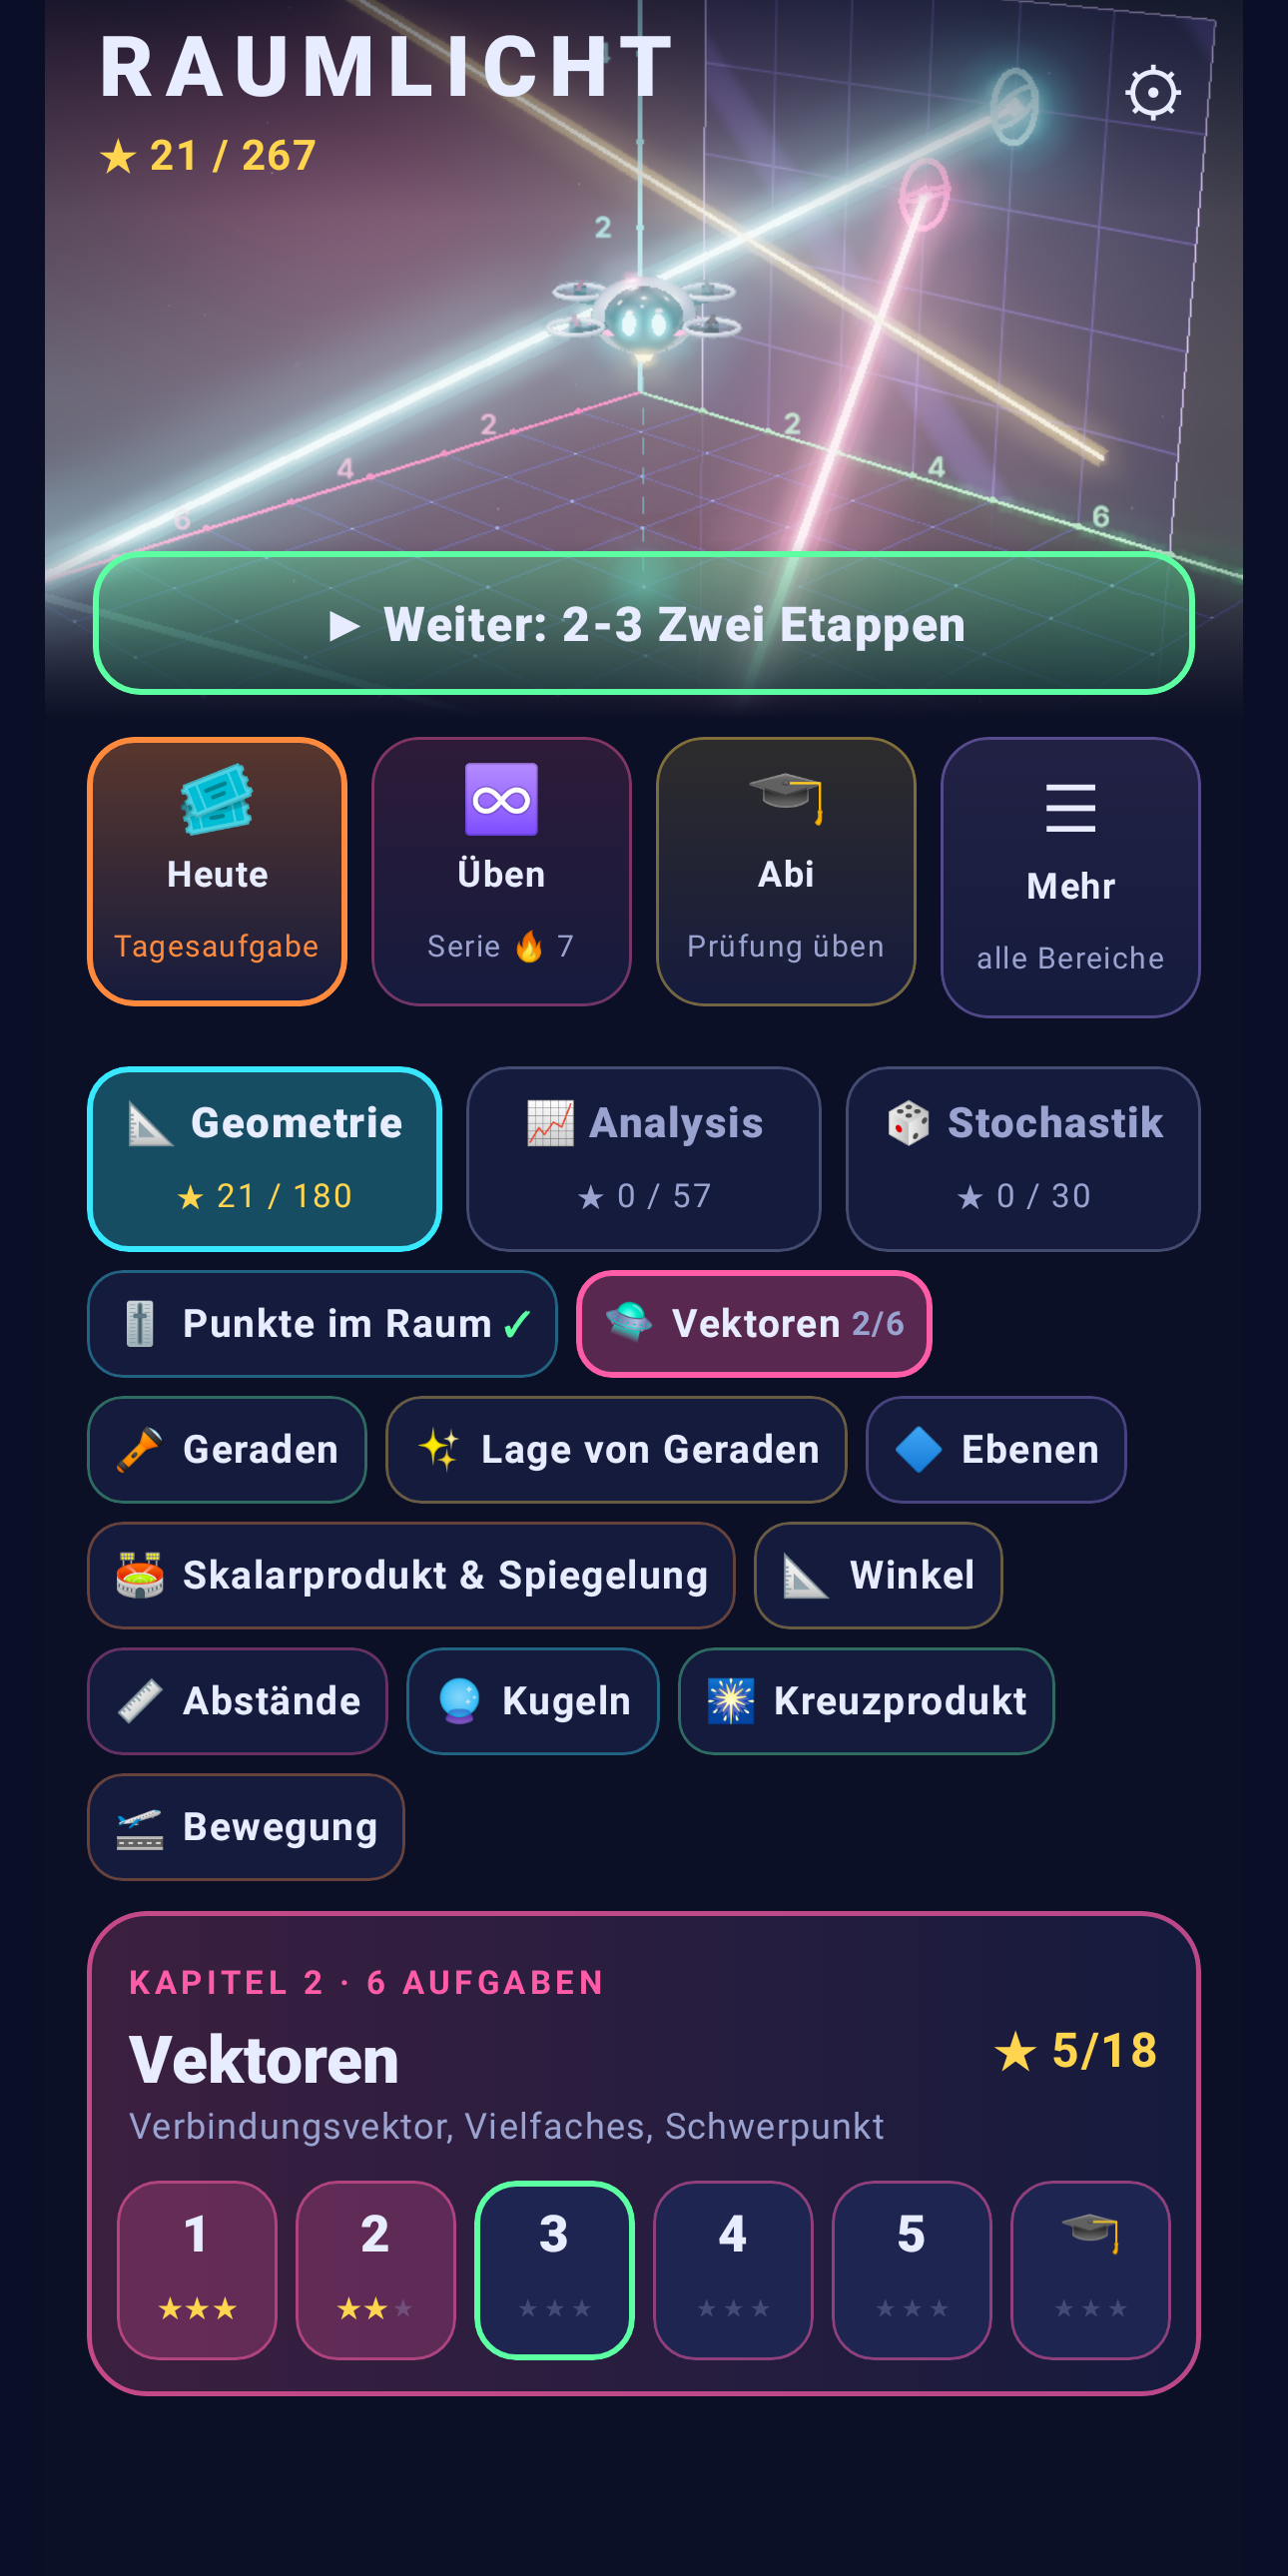 RAUMLICHT
★ 21 / 267
4
2
2
4
6
2
4
6
► Weiter: 2-3 Zwei Etappen
Heute
Tagesaufgabe
Üben
Serie 🔥 7
Abi
Prüfung üben
Mehr
alle Bereiche
Geometrie
★ 21 / 180
Analysis
★ 0 / 57
Stochastik
★ 0 / 30
Punkte im Raum ✓
Vektoren 2/6
Geraden
Lage von Geraden
Ebenen
Skalarprodukt & Spiegelung
Winkel
Abstände
Kugeln
Kreuzprodukt
Bewegung
KAPITEL 2 · 6 AUFGABEN
Vektoren
★ 5/18
Verbindungsvektor, Vielfaches, Schwerpunkt
1
★★★
2
★★★
3
★★★
4
★★★
5
★★★
★★★